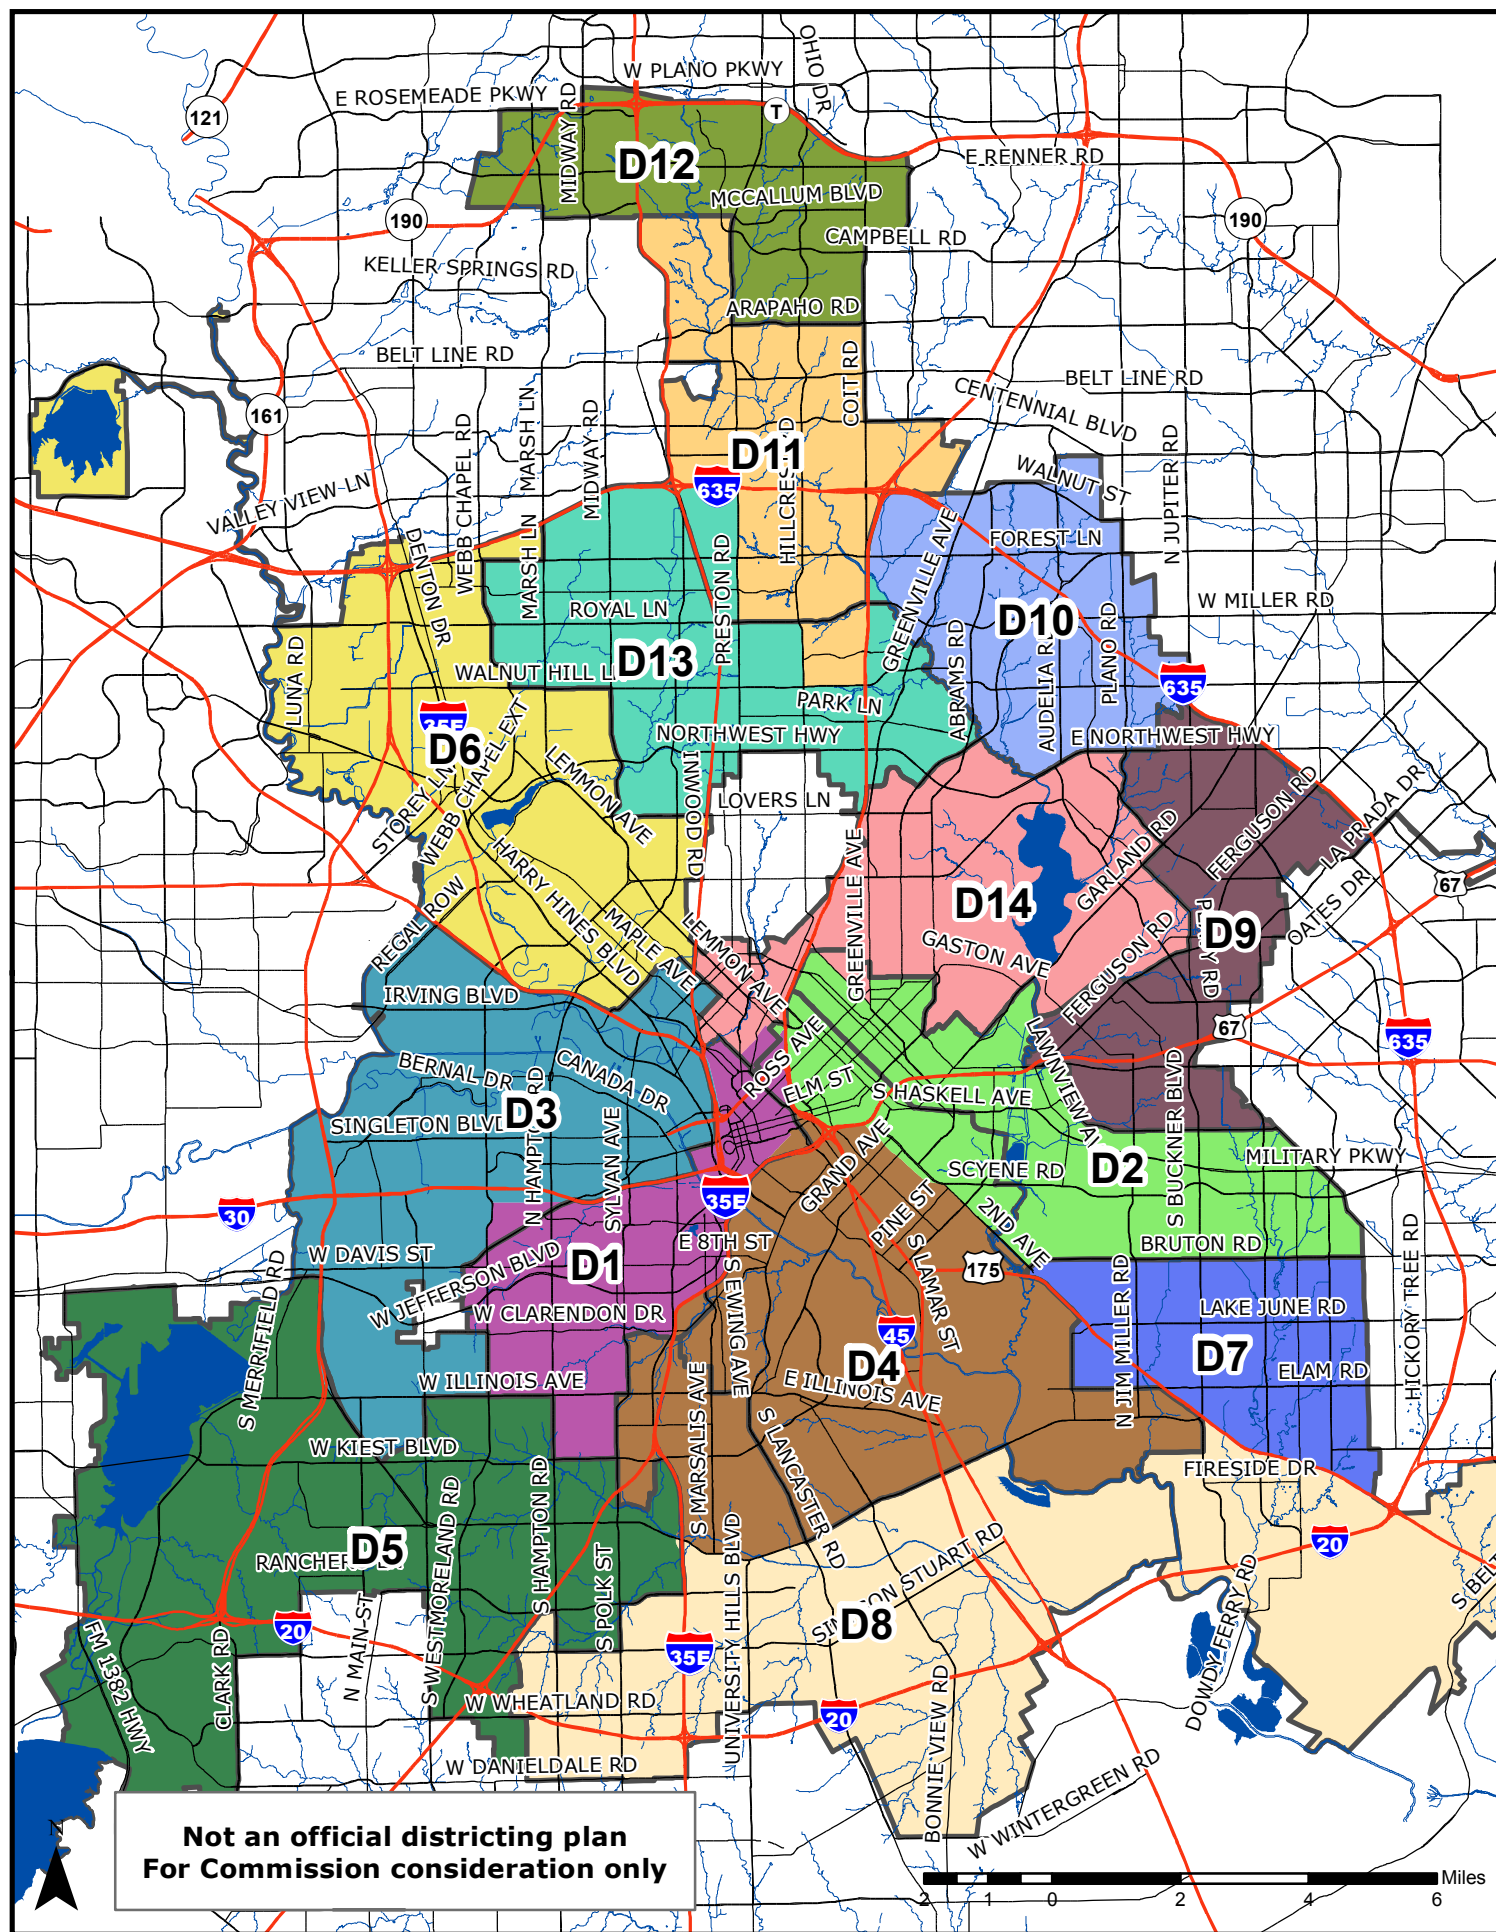 W PLANO PKWY
OHIO DR
E ROSEMEADE PKWY
MIDWAY RD
121
T
D12
E RENNER RD
MCCALLUM BLVD
190
190
CAMPBELL RD
KELLER SPRINGS RD
ARAPAHO RD
BELT LINE RD
COIT RD
BELT LINE RD
CENTENNIAL BLVD
161
WEBB CHAPEL RD
MARSH LN
MARSH LN
MIDWAY RD
D11
HILLCREST RD
WALNUT ST
N JUPITER RD
635
VALLEY VIEW LN
DENTON DR
FOREST LN
GREENVILLE AVE
PRESTON RD
ROYAL LN
W MILLER RD
D10
PLANO RD
ABRAMS RD
AUDELIA RD
LUNA RD
WALNUT HILL L
D13
635
PARK LN
35E
D6
NORTHWEST HWY
E NORTHWEST HWY
STOREY LN
WEBB CHAPEL EXT
LEMMON AVE
INWOOD RD
LOVERS LN
FERGUSON RD
LA PRADA DR
HARRY HINES BLVD
GREENVILLE AVE
GARLAND RD
67
REGAL ROW
MAPLE AVE
LEMMON AVE
D14
GASTON AVE
FERGUSON RD
D9
OATES DR
IRVING BLVD
67
635
BERNAL DR
CANADA DR
ROSS AVE
ELM ST
S HASKELL AVE
LAWNVIEW A
S BUCKNER BLVD
D3
SINGLETON BLVD
N HAMPTON RD
SYLVAN AVE
GRAND AVE
SCYENE RD
D2
MILITARY PKWY
30
35E
PINE ST
2ND AVE
BRUTON RD
W DAVIS ST
E 8TH ST
S MERRIFIELD RD
W JEFFERSON BLVD
D1
S EWING AVE
S LAMAR ST
175
N JIM MILLER RD
HICKORY TREE RD
W CLARENDON DR
LAKE JUNE RD
45
D4
D7
ELAM RD
W ILLINOIS AVE
E ILLINOIS AVE
S MARSALIS AVE
S LANCASTER RD
W KIEST BLVD
FIRESIDE DR
S WESTMORELAND RD
S HAMPTON RD
D5
S POLK ST
UNIVERSITY HILLS BLVD
SIMPSON STUART RD
20
DOWDY FERRY RD
S BELT
FM 1382 HWY
CLARK RD
20
N MAIN ST
35E
D8
W WHEATLAND RD
20
BONNIE VIEW RD
W DANIELDALE RD
W WINTERGREEN RD
N
Not an official districting plan
For Commission consideration only
Miles
2 1 0 2 4 6